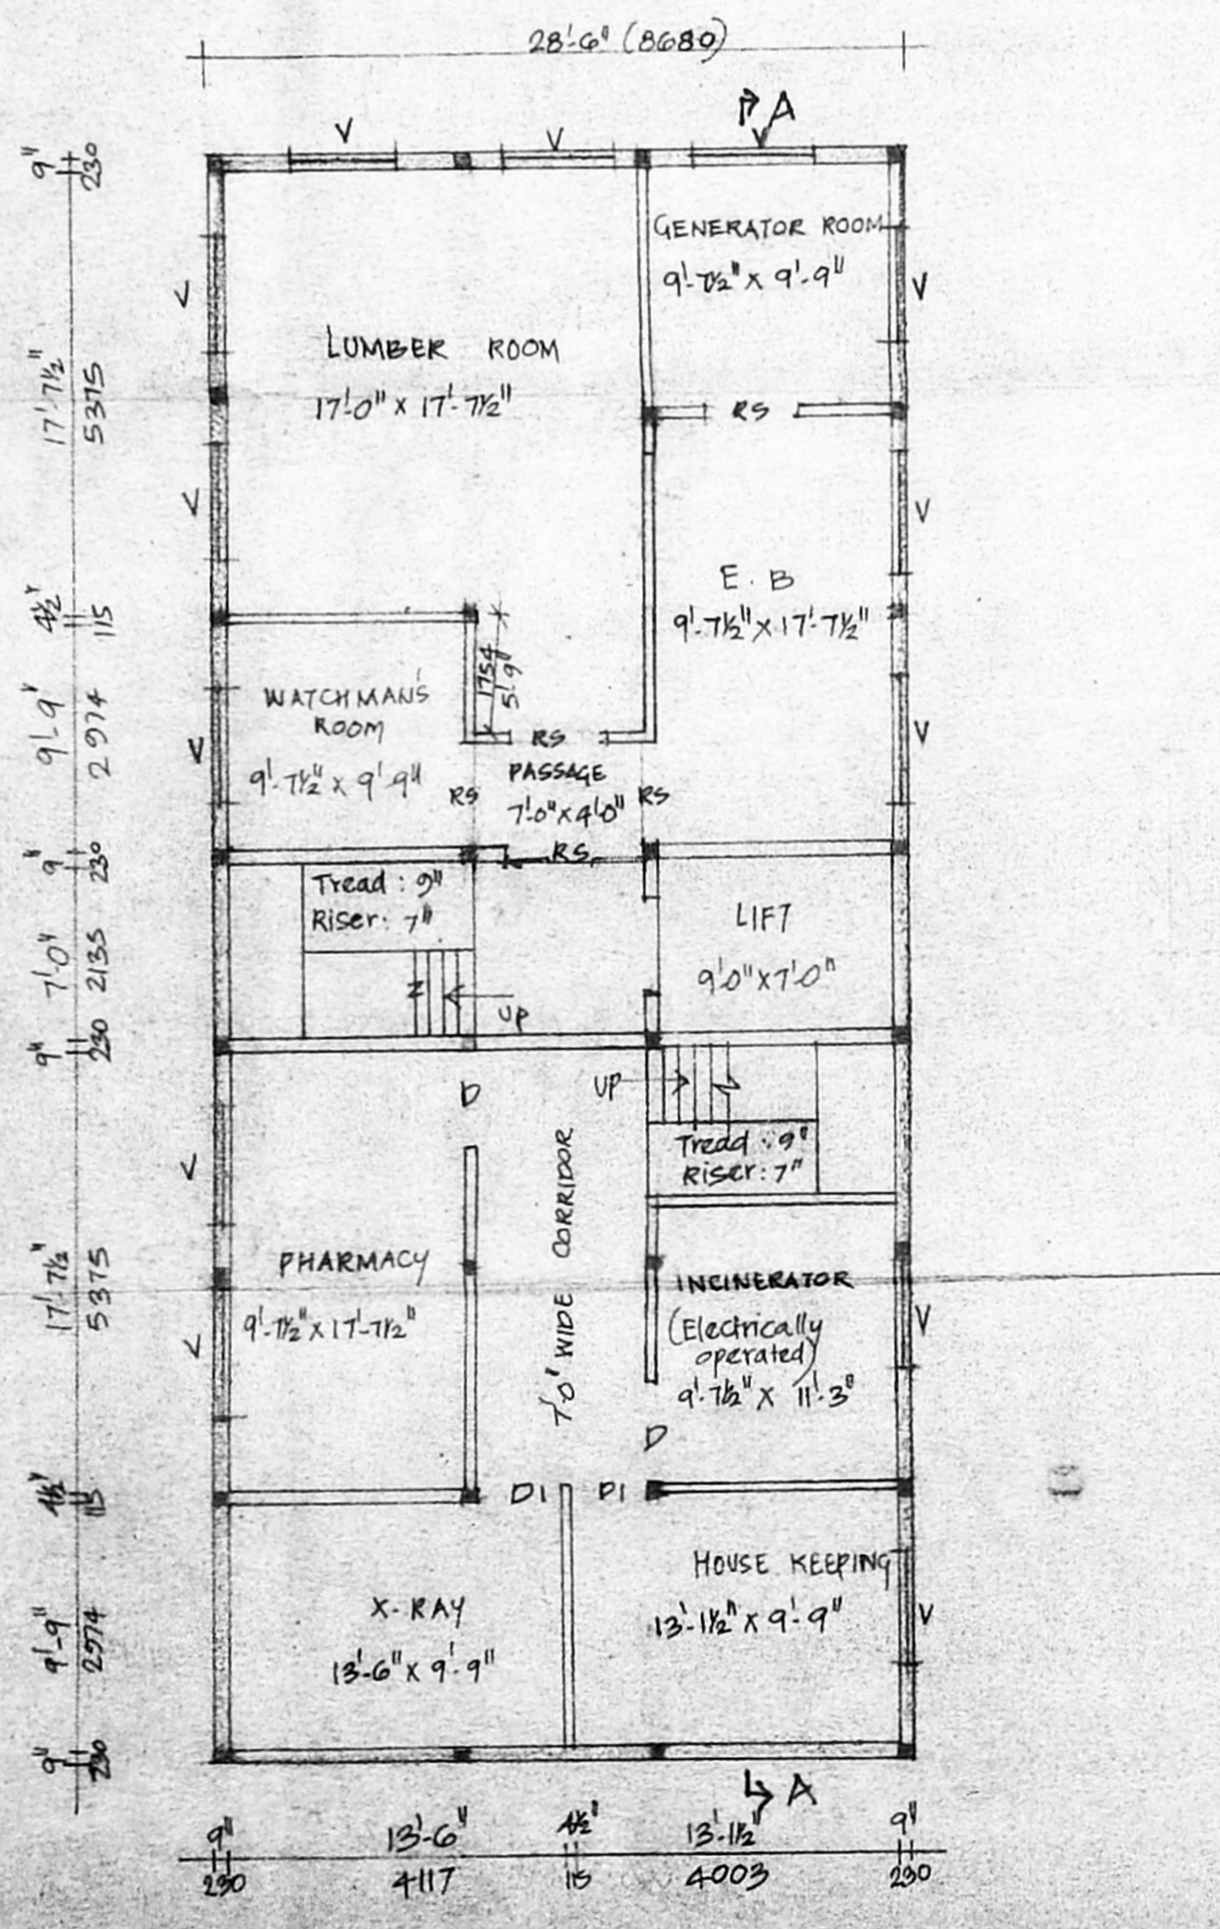 28'-6" (8680)
A
V
V
V
9"
230
GENERATOR ROOM
9'-7½" x 9'-9"
V
V
LUMBER ROOM
17'-0" x 17'-7½"
17'-7½"
5375
RS
V
V
E.B
9'-7½" x 17'-7½"
4½"
115
1754
5'-9"
WATCHMAN'S
ROOM
9'-7½" x 9'-9"
9'-9"
2974
V
V
RS
PASSAGE
7'-0" x 4'-0"
RS
RS
RS
9"
230
Tread : 9"
Riser : 7"
LIFT
9'-0" x 7'-0"
7'-0"
2135
UP
9"
230
D
UP
Tread : 9"
Riser : 7"
V
7'-0" WIDE CORRIDOR
PHARMACY
9'-7½" x 17'-7½"
17'-7½"
5375
V
INCINERATOR
(Electrically
operated)
9'-7½" x 11'-3"
V
D
4½"
115
D1
D1
HOUSE KEEPING
13'-1½" x 9'-9"
V
X-RAY
13'-6" x 9'-9"
9'-9"
2974
9"
230
A
9"
13'-6"
4½"
13'-1½"
9"
230
4117
115
4003
230